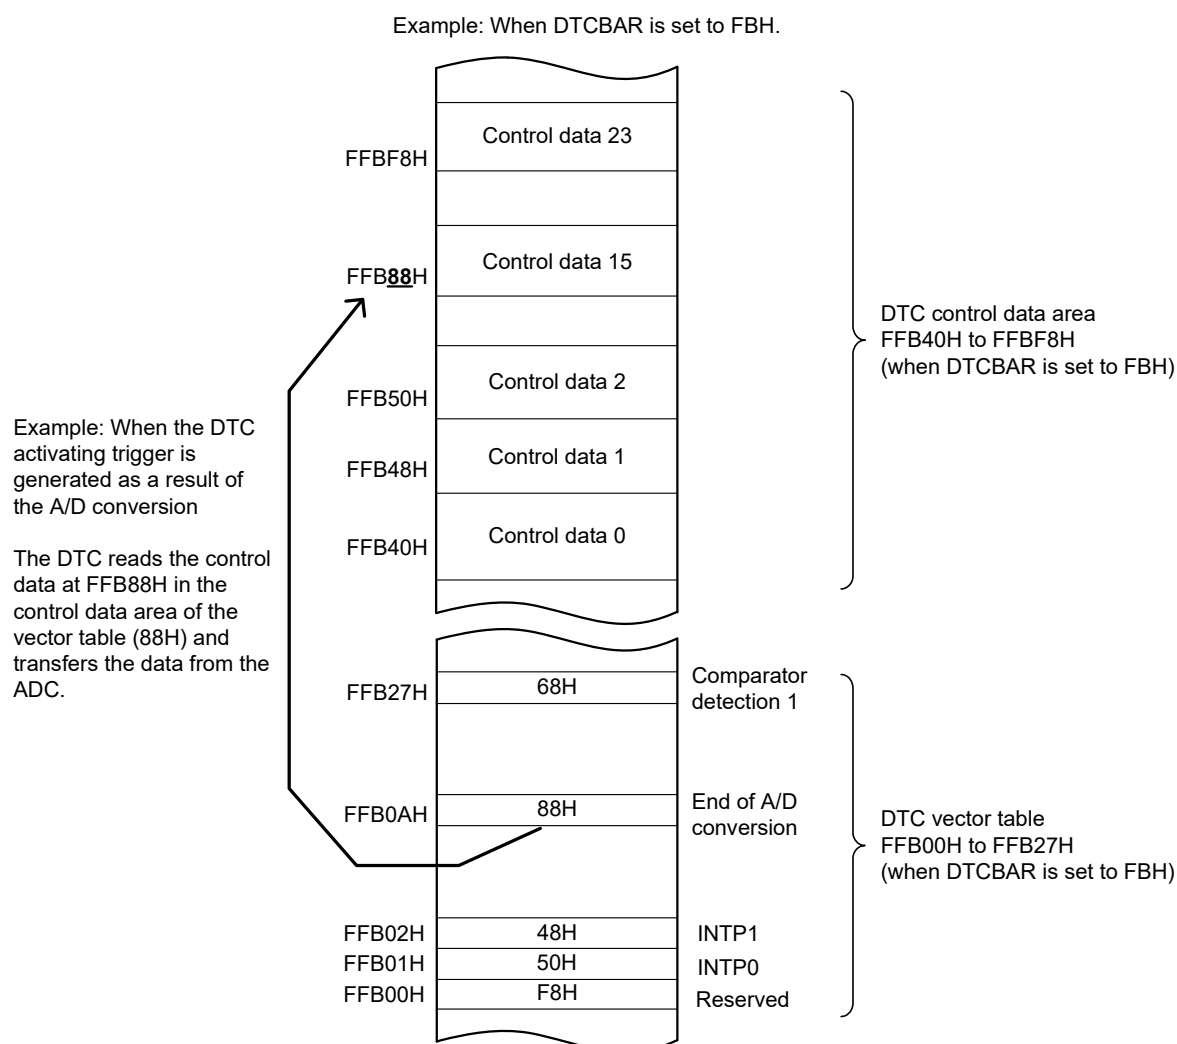 Example: When DTCBAR is set to FBH.
Control data 23
FFBF8H
Control data 15
FFB88H
DTC control data area
FFB40H to FFBF8H
(when DTCBAR is set to FBH)
Control data 2
FFB50H
Control data 1
FFB48H
Control data 0
FFB40H
Example: When the DTC
activating trigger is
generated as a result of
the A/D conversion
The DTC reads the control
data at FFB88H in the
control data area of the
vector table (88H) and
transfers the data from the
ADC.
FFB27H
68H
Comparator
detection 1
FFB0AH
88H
End of A/D
conversion
DTC vector table
FFB00H to FFB27H
(when DTCBAR is set to FBH)
FFB02H
48H
INTP1
FFB01H
50H
INTP0
FFB00H
F8H
Reserved